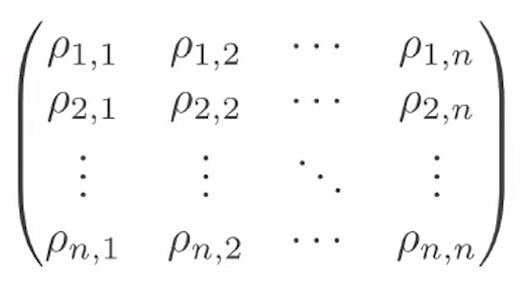 ρ1,1 ρ1,2 ⋯ ρ1,n
ρ2,1 ρ2,2 ⋯ ρ2,n
⋮ ⋮ ⋱ ⋮
ρn,1 ρn,2 ⋯ ρn,n